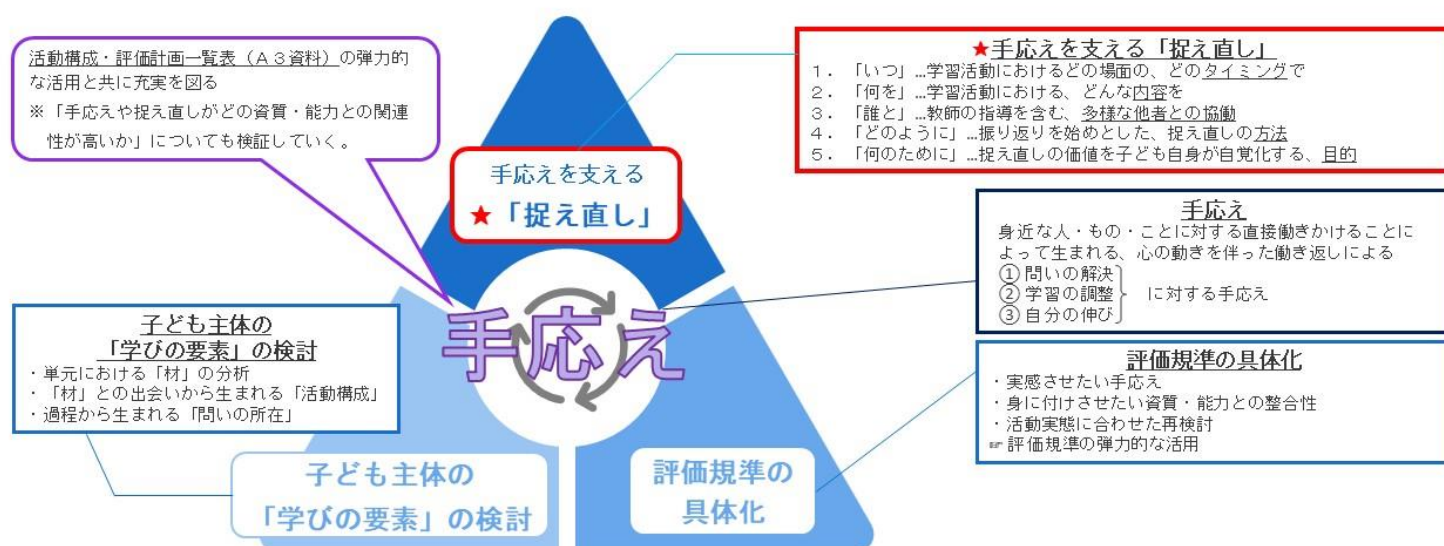 活動構成・評価計画一覧表（Ａ３資料）の弾力的
な活用と共に充実を図る
※「手応えや捉え直しがどの資質・能力との関連
性が高いか」についても検証していく。
★手応えを支える「捉え直し」
１．「いつ」…学習活動におけるどの場面の、どのタイミングで
２．「何を」…学習活動における、どんな内容を
３．「誰と」…教師の指導を含む、多様な他者との協働
４．「どのように」…振り返りを始めとした、捉え直しの方法
５．「何のために」…捉え直しの価値を子ども自身が自覚化する、目的
手応えを支える
★「捉え直し」
手応え
身近な人・もの・ことに対する直接働きかけることに
よって生まれる、心の動きを伴った働き返しによる
①問いの解決
②学習の調整
③自分の伸び
に対する手応え
手応え
子ども主体の
「学びの要素」の検討
・単元における「材」の分析
・「材」との出会いから生まれる「活動構成」
・過程から生まれる「問いの所在」
評価規準の具体化
・実感させたい手応え
・身に付けさせたい資質・能力との整合性
・活動実態に合わせた再検討
☞評価規準の弾力的な活用
子ども主体の
「学びの要素」の検討
評価規準の
具体化